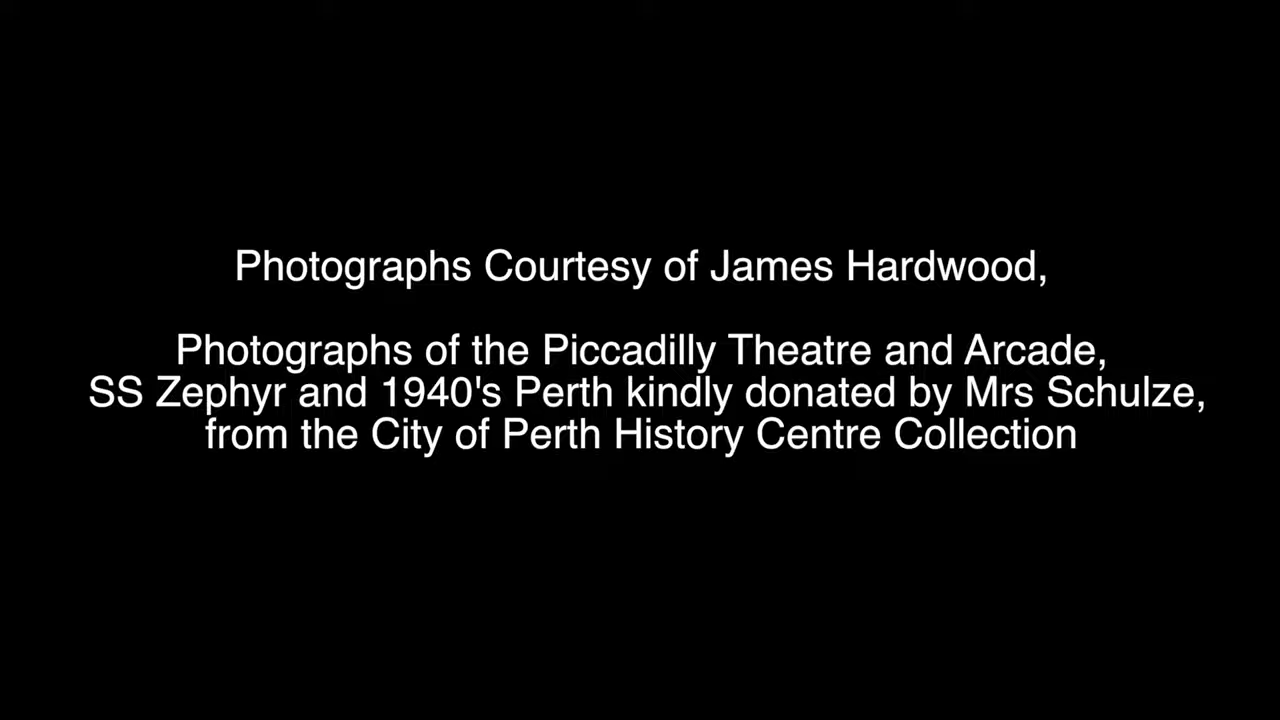 Photographs Courtesy of James Hardwood,
Photographs of the Piccadilly Theatre and Arcade,
SS Zephyr and 1940's Perth kindly donated by Mrs Schulze,
from the City of Perth History Centre Collection